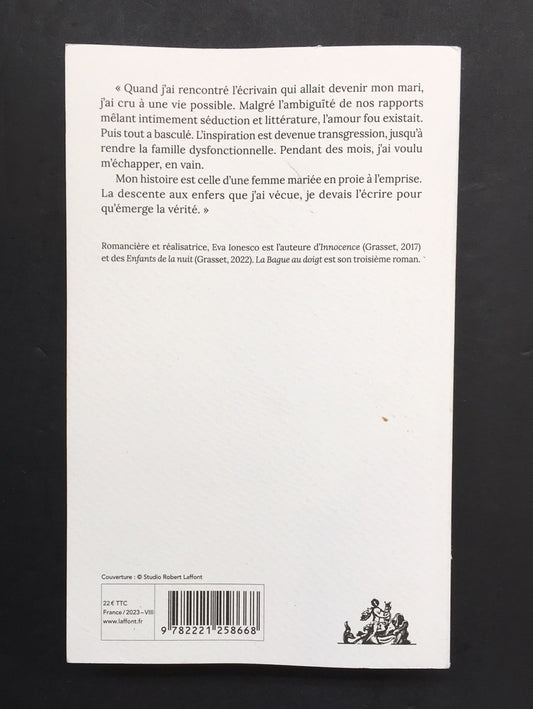 « Quand j'ai rencontré l'écrivain qui allait devenir mon mari,
j'ai cru à une vie possible. Malgré l'ambiguïté de nos rapports
mêlant intimement séduction et littérature, l'amour fou existait.
Puis tout a basculé. L'inspiration est devenue transgression, jusqu'à
rendre la famille dysfonctionelle. Pendant des mois, j'ai voulu
m'échapper, en vain.
Mon histoire est celle d'une femme mariée en proie à l'emprise.
La descente aux enfers que j'ai vécue, je devais l'écrire pour
qu'émerge la vérité. »
Romancière et réalisatrice, Eva Ionesco est l'auteure d'Innocence (Grasset, 2017)
et des Enfants de la nuit (Grasset, 2022). La Bague au doigt est son troisième roman.
Couverture : © Studio Robert Laffont
22 € TTC
France / 2023 – VIII
www.laffont.fr
9 782221 258668